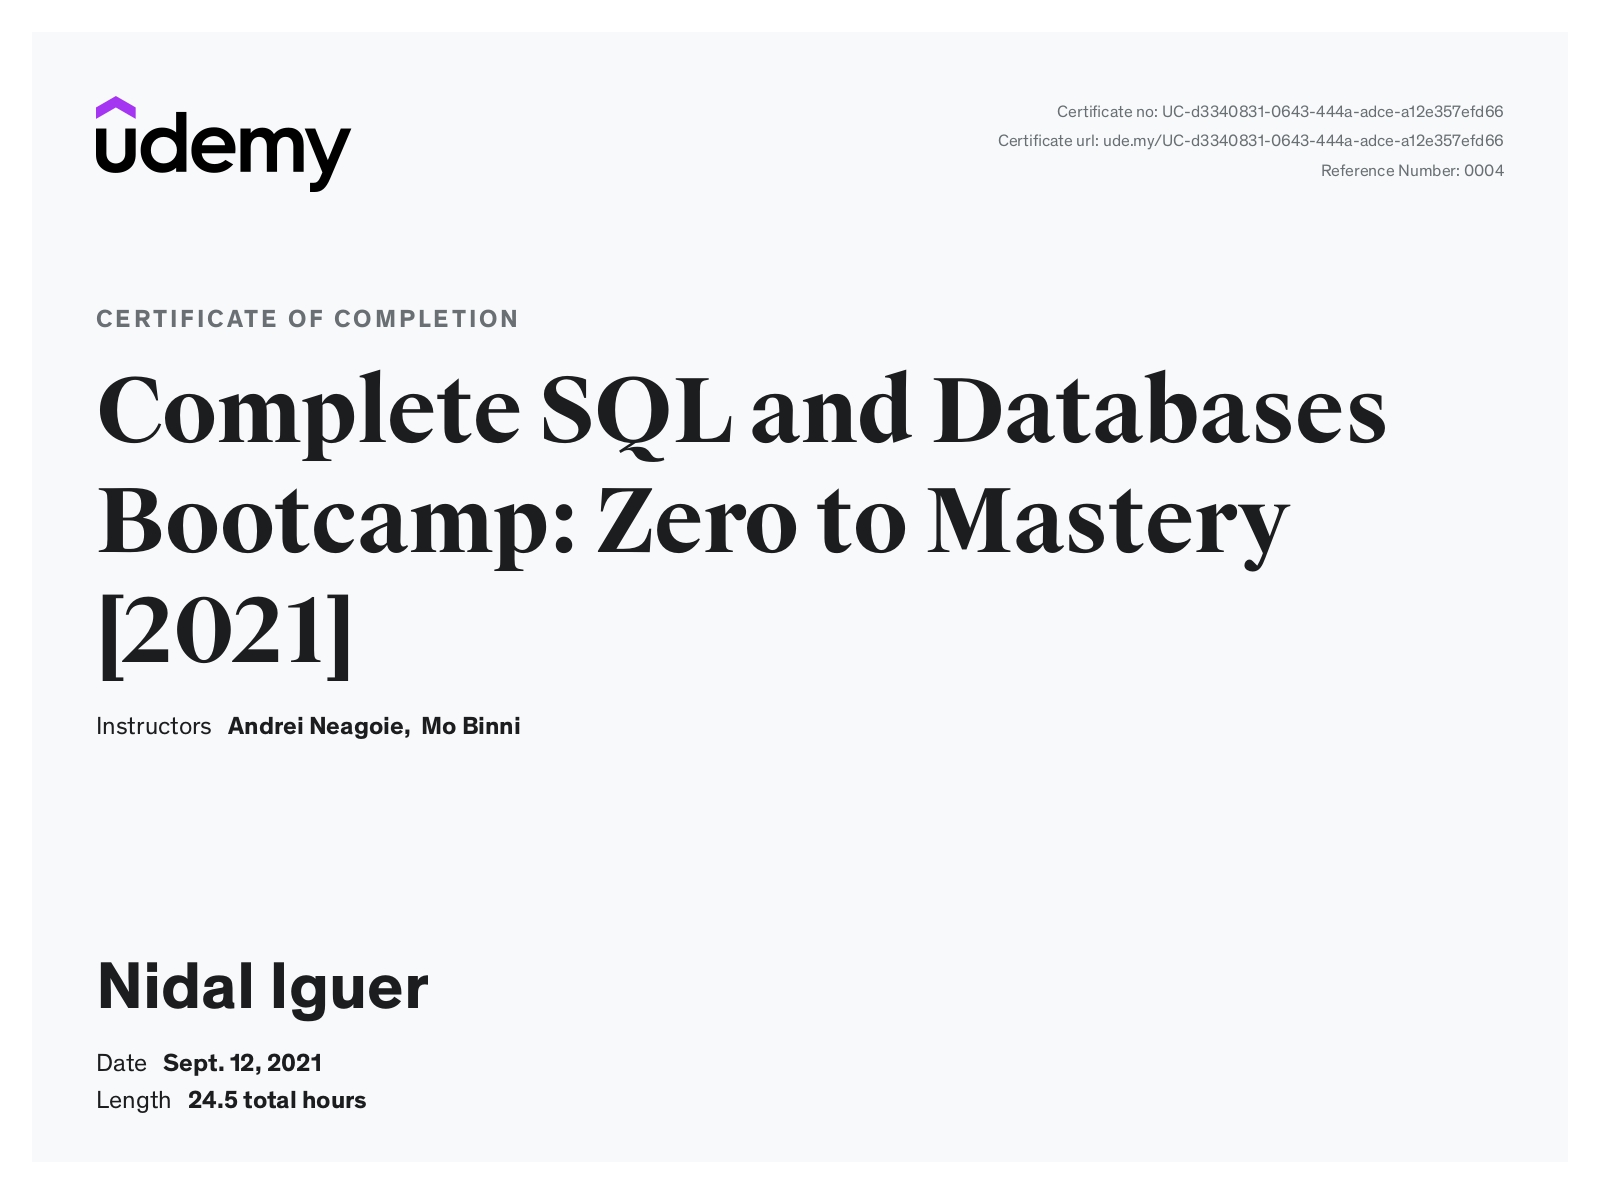 udemy
Certificate no: UC-d3340831-0643-444a-adce-a12e357efd66
Certificate url: ude.my/UC-d3340831-0643-444a-adce-a12e357efd66
Reference Number: 0004
CERTIFICATE OF COMPLETION
Complete SQL and Databases
Bootcamp: Zero to Mastery
[2021]
Instructors Andrei Neagoie, Mo Binni
Nidal Iguer
Date Sept. 12, 2021
Length 24.5 total hours